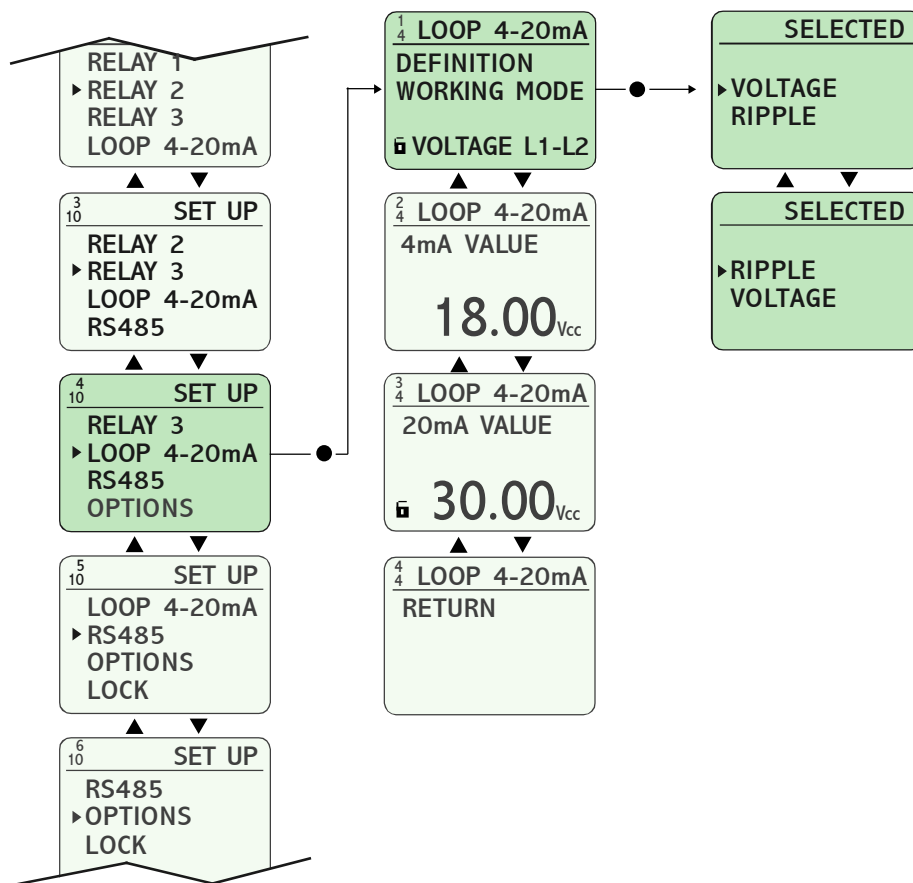 RELAY 1
▸ RELAY 2
RELAY 3
LOOP 4-20mA
3/10 SET UP
RELAY 2
▸ RELAY 3
LOOP 4-20mA
RS485
4/10 SET UP
RELAY 3
▸ LOOP 4-20mA
RS485
OPTIONS
5/10 SET UP
LOOP 4-20mA
▸ RS485
OPTIONS
LOCK
6/10 SET UP
RS485
▸ OPTIONS
LOCK
1/4 LOOP 4-20mA
DEFINITION
WORKING MODE
VOLTAGE L1-L2
2/4 LOOP 4-20mA
4mA VALUE
18.00Vcc
3/4 LOOP 4-20mA
20mA VALUE
30.00Vcc
4/4 LOOP 4-20mA
RETURN
SELECTED
▸ VOLTAGE
RIPPLE
SELECTED
▸ RIPPLE
VOLTAGE